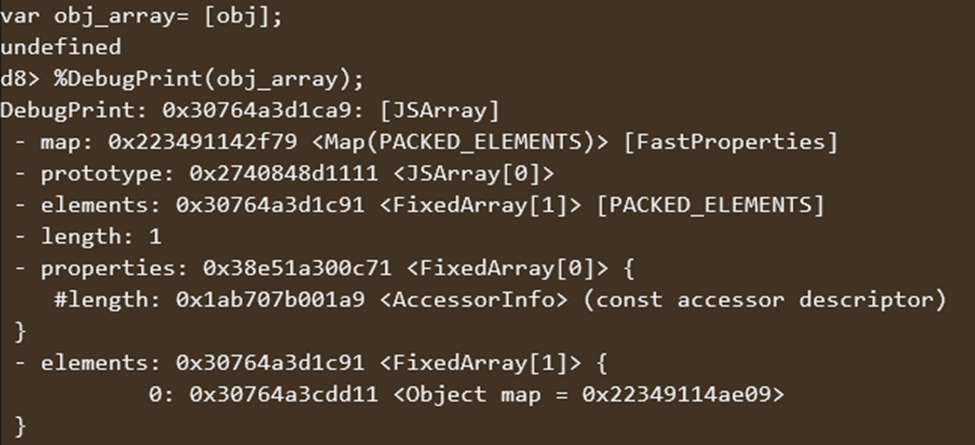 var obj_array= [obj];
undefined
d8> %DebugPrint(obj_array);
DebugPrint: 0x30764a3d1ca9: [JSArray]
- map: 0x223491142f79 <Map(PACKED_ELEMENTS)> [FastProperties]
- prototype: 0x2740848d1111 <JSArray[0]>
- elements: 0x30764a3d1c91 <FixedArray[1]> [PACKED_ELEMENTS]
- length: 1
- properties: 0x38e51a300c71 <FixedArray[0]> {
#length: 0x1ab707b001a9 <AccessorInfo> (const accessor descriptor)
}
- elements: 0x30764a3d1c91 <FixedArray[1]> {
0: 0x30764a3cdd11 <Object map = 0x22349114ae09>
}